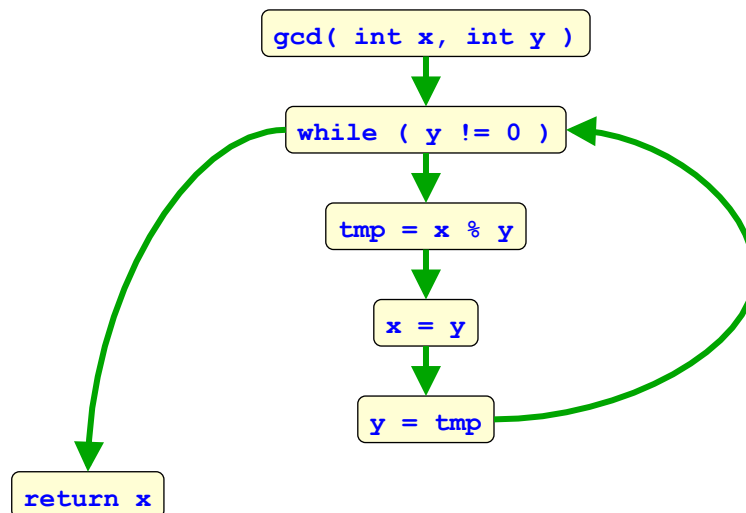 gcd( int x, int y )
while ( y != 0 )
tmp = x % y
x = y
y = tmp
return x